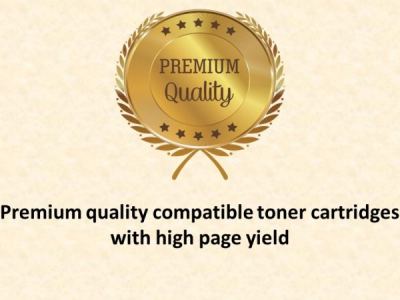 PREMIUM
Quality
Premium quality compatible toner cartridges
with high page yield